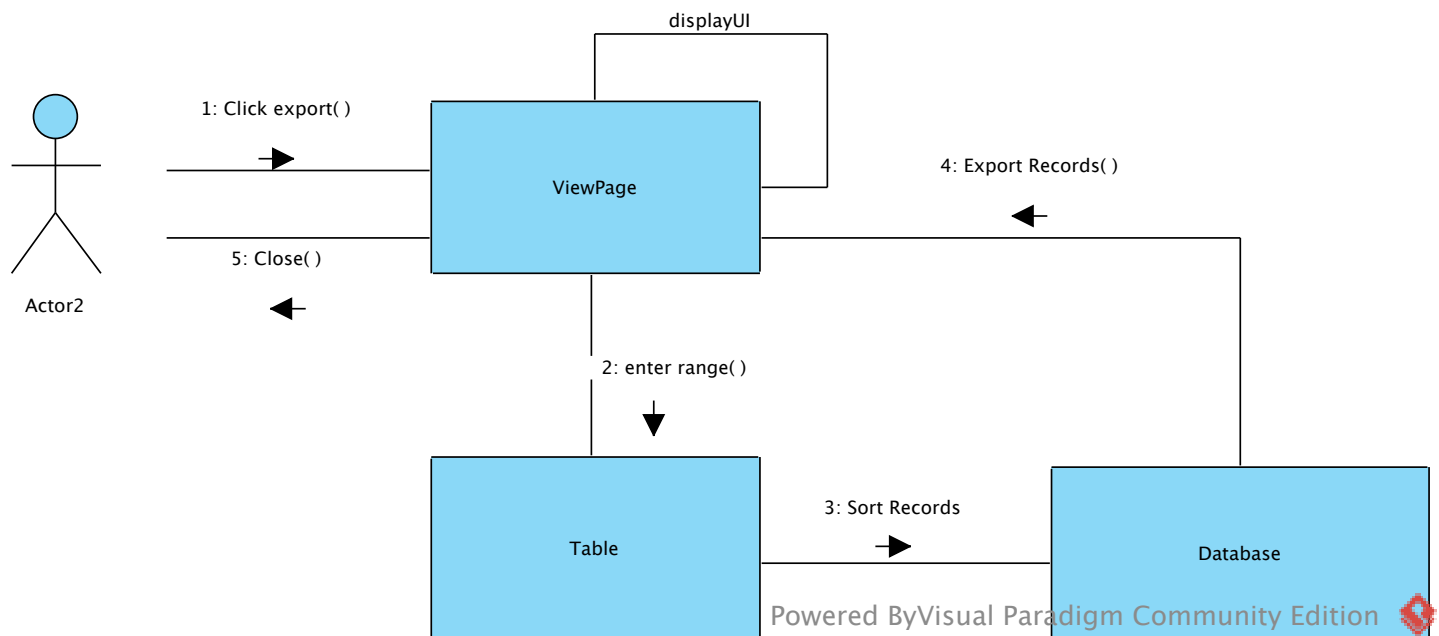 displayUI
1: Click export( )
ViewPage
4: Export Records( )
5: Close( )
Actor2
2: enter range( )
3: Sort Records
Table
Database
Powered ByVisual Paradigm Community Edition